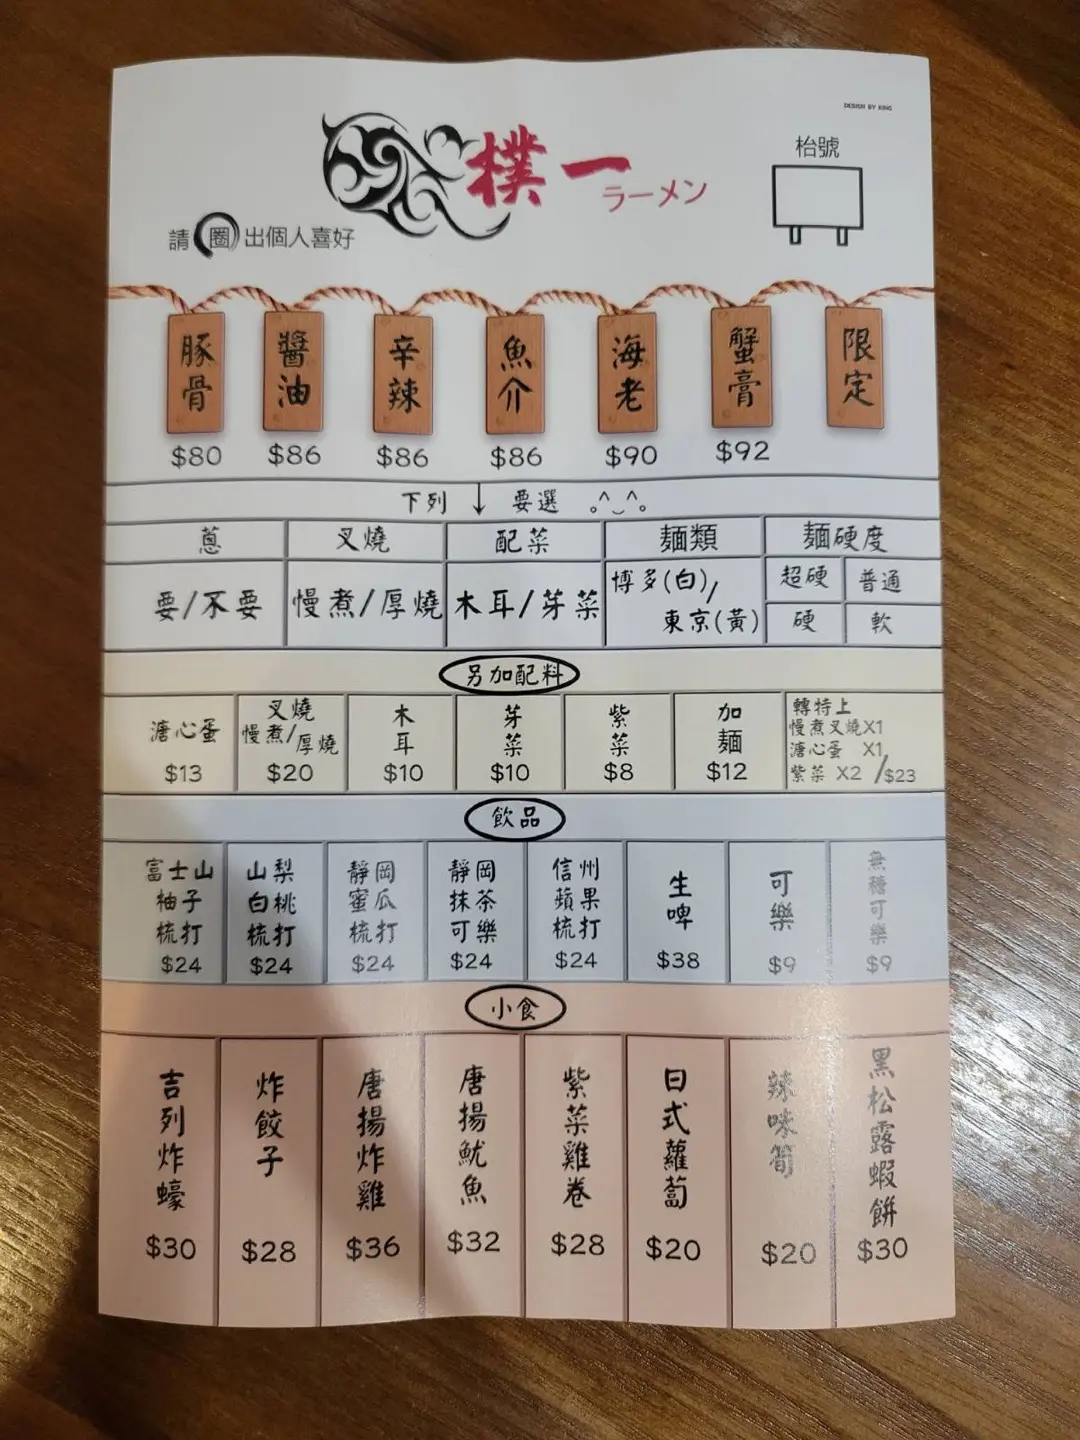 DESIGN BY KING
樸一
ラーメン
枱號
請圈出個人喜好
豚骨 醬油 辛辣 魚介 海老 蟹膏 限定
$80 $86 $86 $86 $90 $92
下列 ↓ 要選 。^‿^。
蔥 叉燒 配菜 麵類 麵硬度
要/不要 慢煮/厚燒 木耳/芽菜 博多(白)/東京(黃) 超硬 普通 硬 軟
另加配料
溏心蛋 $13
叉燒 慢煮/厚燒 $20
木耳 $10
芽菜 $10
紫菜 $8
加麵 $12
轉特上
慢煮叉燒X1
溏心蛋 X1
紫菜 X2 /$23
飲品
富士山柚子梳打 $24
山梨白桃梳打 $24
靜岡蜜瓜梳打 $24
靜岡抹茶可樂 $24
信州蘋果梳打 $24
生啤 $38
可樂 $9
無糖可樂 $9
小食
吉列炸蠔 $30
炸餃子 $28
唐揚炸雞 $36
唐揚魷魚 $32
紫菜雞卷 $28
日式蘿蔔 $20
辣味筍 $20
黑松露蝦餅 $30